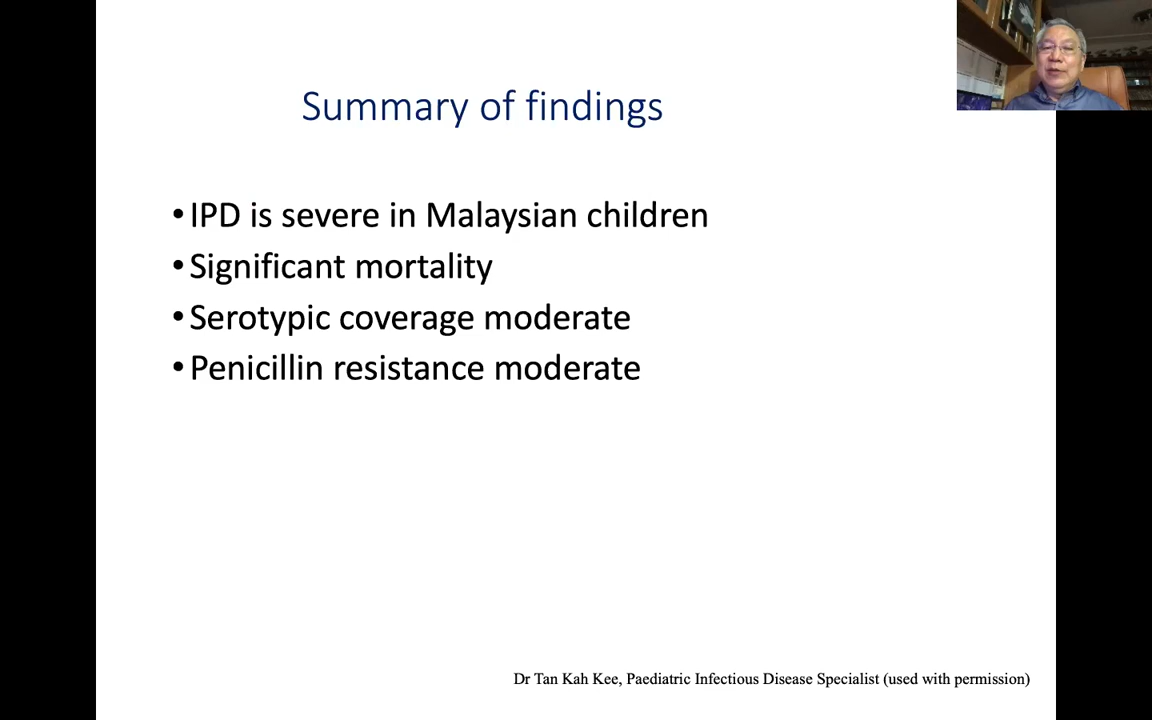 Summary of findings
•IPD is severe in Malaysian children
•Significant mortality
•Serotypic coverage moderate
•Penicillin resistance moderate
Dr Tan Kah Kee, Paediatric Infectious Disease Specialist (used with permission)